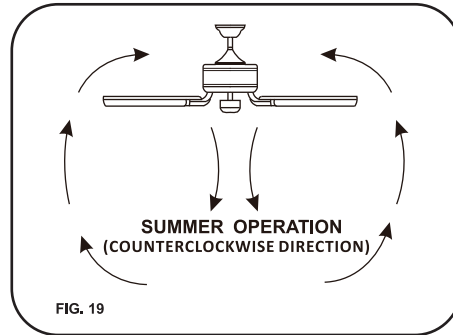 SUMMER OPERATION
(COUNTERCLOCKWISE DIRECTION)
FIG. 19